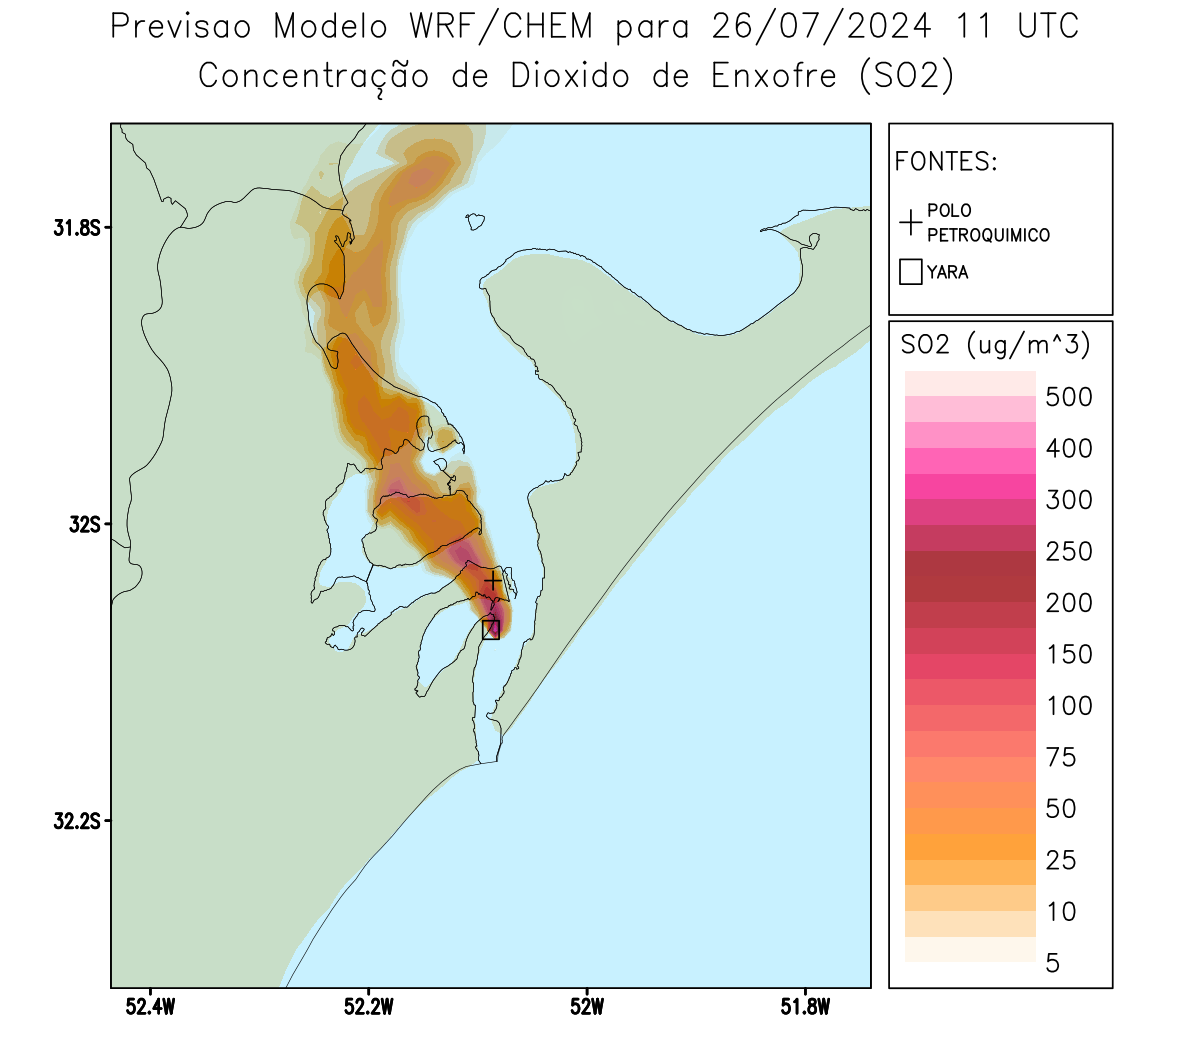 Previsao Modelo WRF/CHEM para 26/07/2024 11 UTC
Concentração de Dioxido de Enxofre (SO2)
FONTES:
POLO
PETROQUIMICO
YARA
SO2 (ug/m^3)
500
400
300
250
200
150
100
75
50
25
10
5
31.8S
32S
32.2S
52.4W 52.2W 52W 51.8W